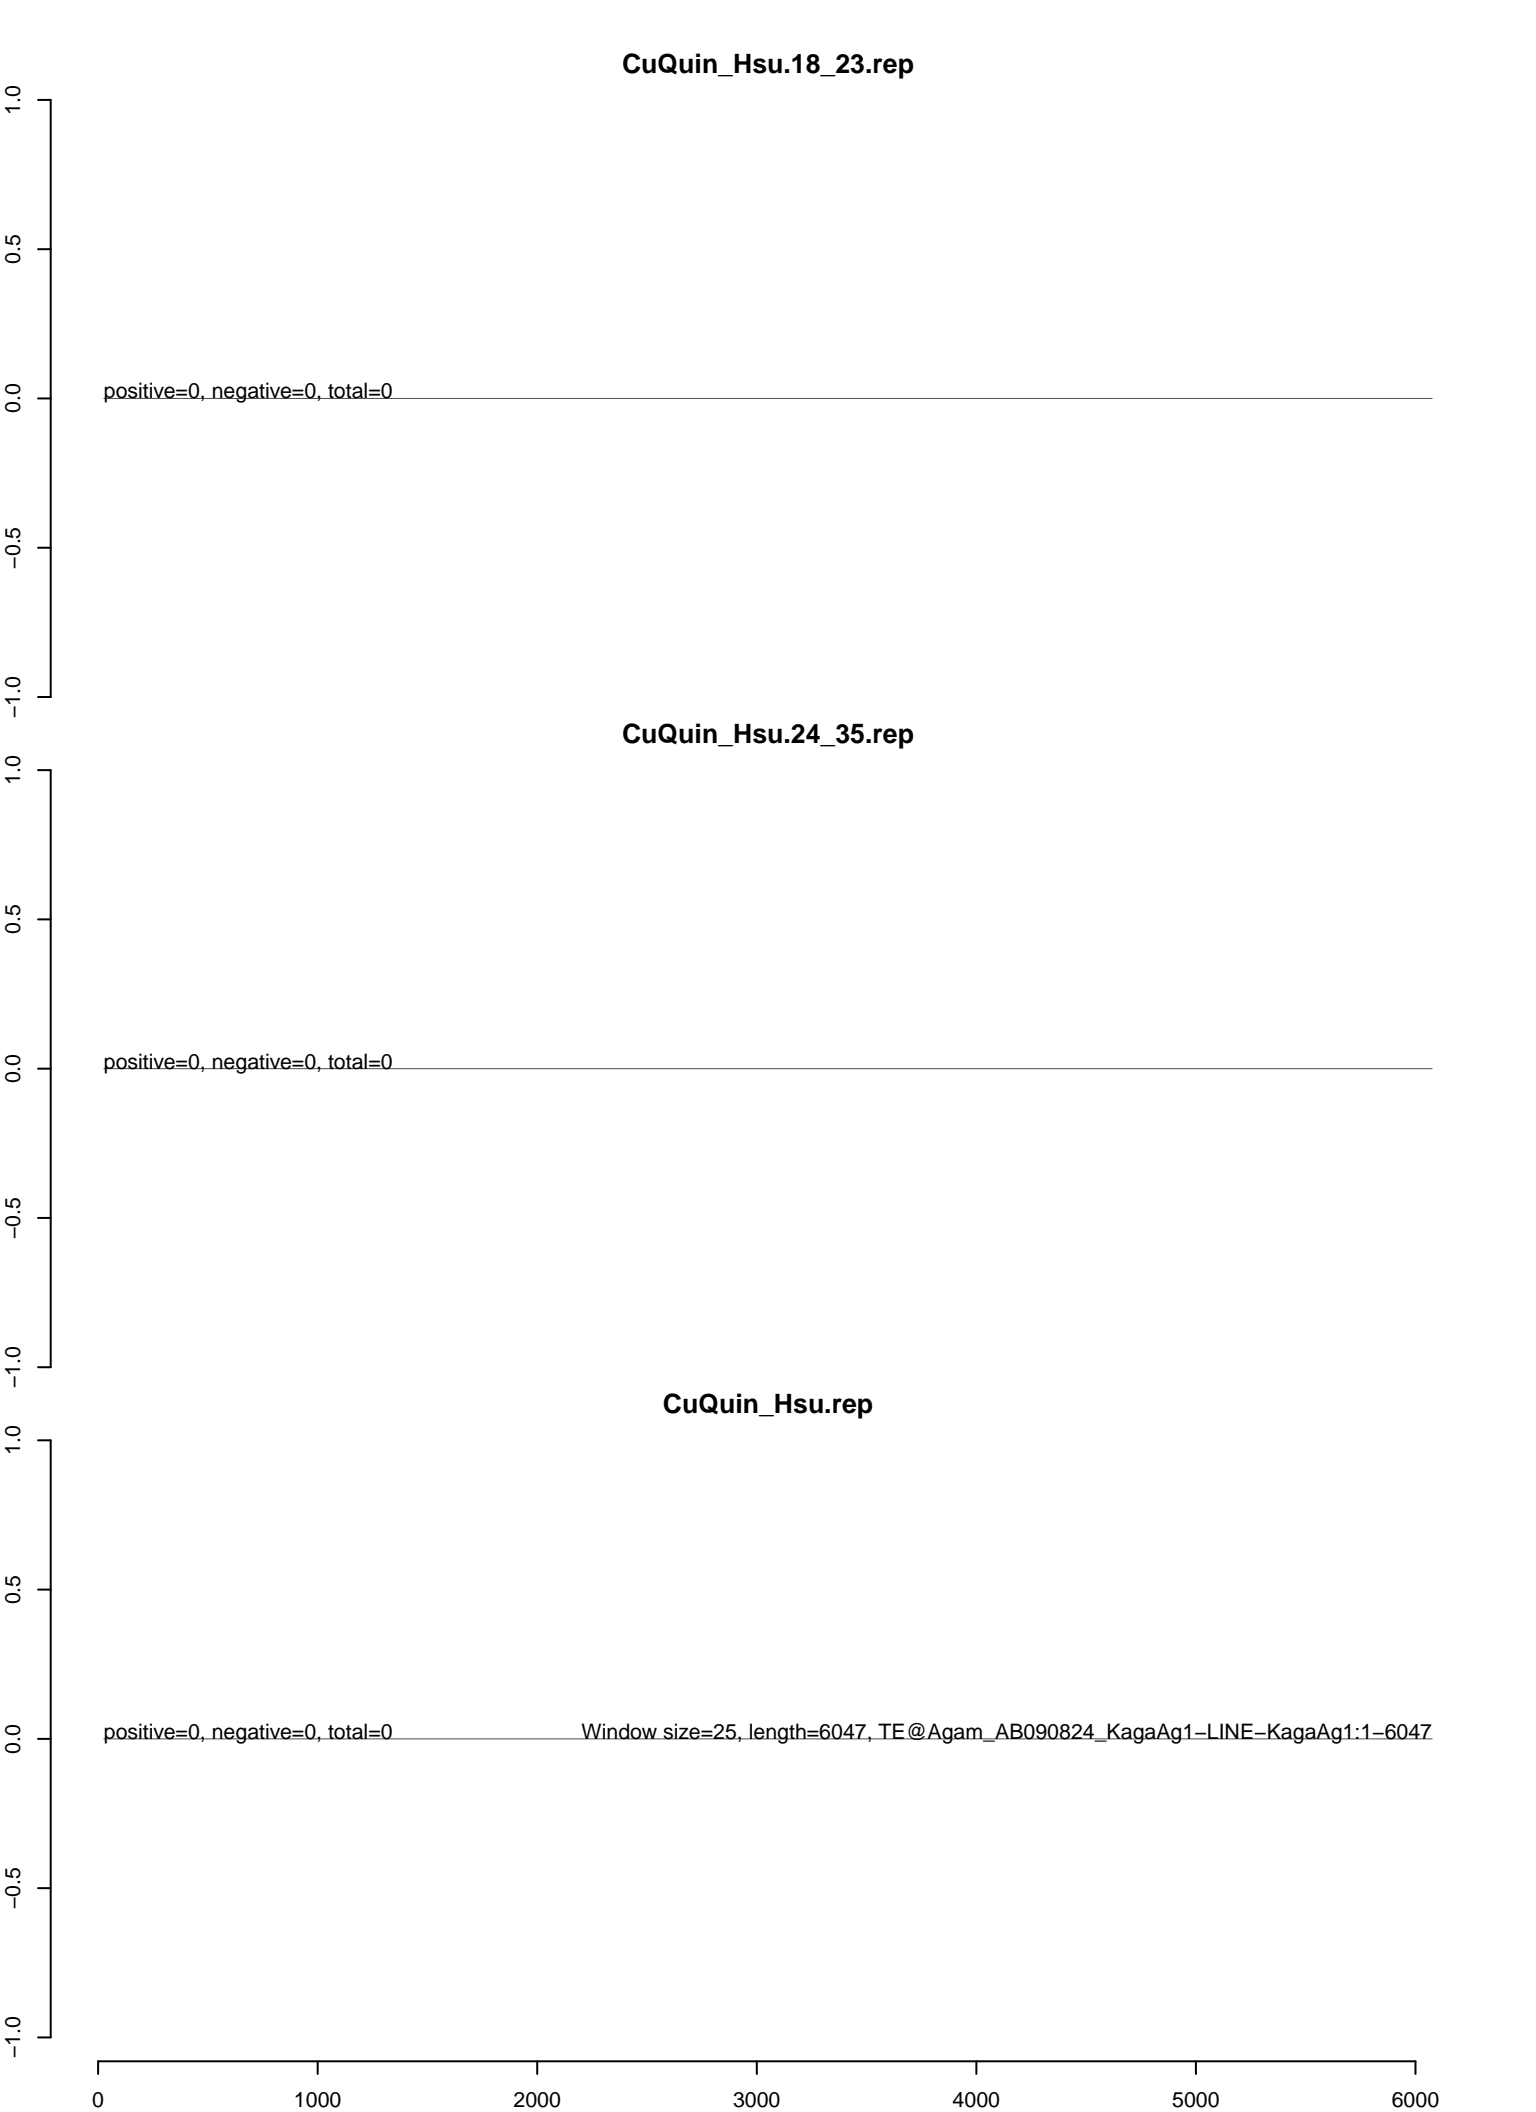 CuQuin_Hsu.18_23.rep
1.0
0.5
0.0
−0.5
−1.0
positive=0, negative=0, total=0
CuQuin_Hsu.24_35.rep
1.0
0.5
0.0
−0.5
−1.0
positive=0, negative=0, total=0
CuQuin_Hsu.rep
1.0
0.5
0.0
−0.5
−1.0
positive=0, negative=0, total=0 Window size=25, length=6047, TE@Agam_AB090824_KagaAg1−LINE−KagaAg1:1−6047
0 1000 2000 3000 4000 5000 6000